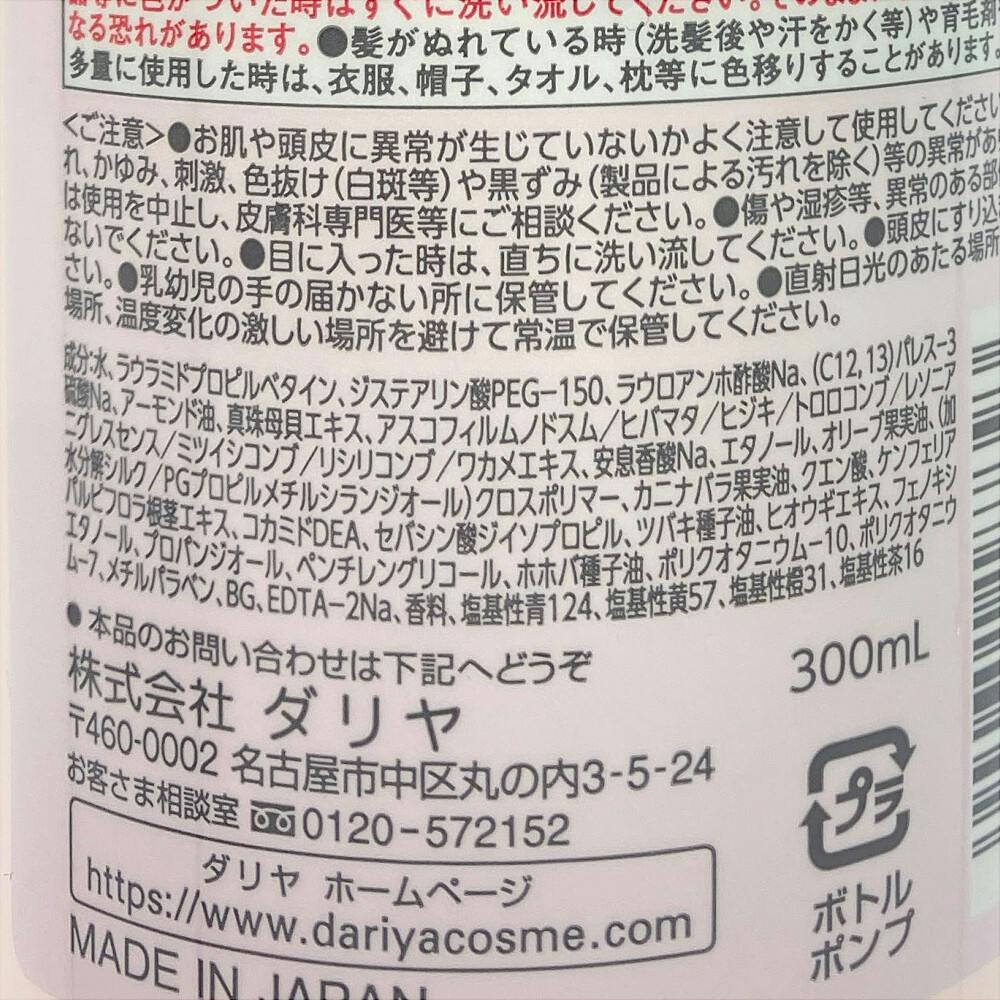 色がついた時はすぐに洗い流してください。
なる恐れがあります。●髪がぬれている時(洗髪後や汗をかく等)や育毛剤
多量に使用した時は、衣服、帽子、タオル、枕等に色移りすることがあります。
<ご注意>●お肌や頭皮に異常が生じていないかよく注意して使用してください
れ、かゆみ、刺激、色抜け(白斑等)や黒ずみ(製品による汚れを除く)等の異常があ
は使用を中止し、皮膚科専門医等にご相談ください。●傷や湿疹等、異常のある部
ないでください。●目に入った時は、直ちに洗い流してください。●頭皮にすり込
さい。●乳幼児の手の届かない所に保管してください。●直射日光のあたる場所
場所、温度変化の激しい場所を避けて常温で保管してください。
成分:水、ラウラミドプロピルベタイン、ジステアリン酸PEG-150、ラウロアンホ酢酸Na、(C12,13)パレス-3
硫酸Na、アーモンド油、真珠母貝エキス、アスコフィルムノドスム/ヒバマタ/ヒジキ/トロロコンブ/レソニア
ニグレスセンス/ミツイシコンブ/リシリコンブ/ワカメエキス、安息香酸Na、エタノール、オリーブ果実油、(加
水分解シルク/PGプロピルメチルシランジオール)クロスポリマー、カニナバラ果実油、クエン酸、ケンフェリア
パルビフロラ根茎エキス、コカミドDEA、セバシン酸ジイソプロピル、ツバキ種子油、ヒオウギエキス、フェノキシ
エタノール、プロパンジオール、ペンチレングリコール、ホホバ種子油、ポリクオタニウム-10、ポリクオタニウ
ム-7、メチルパラベン、BG、EDTA-2Na、香料、塩基性青124、塩基性黄57、塩基性橙31、塩基性茶16
●本品のお問い合わせは下記へどうぞ
300mL
株式会社 ダリヤ
〒460-0002 名古屋市中区丸の内3-5-24
お客さま相談室 0120-572152
プラ
ボトル
ポンプ
ダリヤ ホームページ
https://www.dariyacosme.com
MADE IN JAPAN